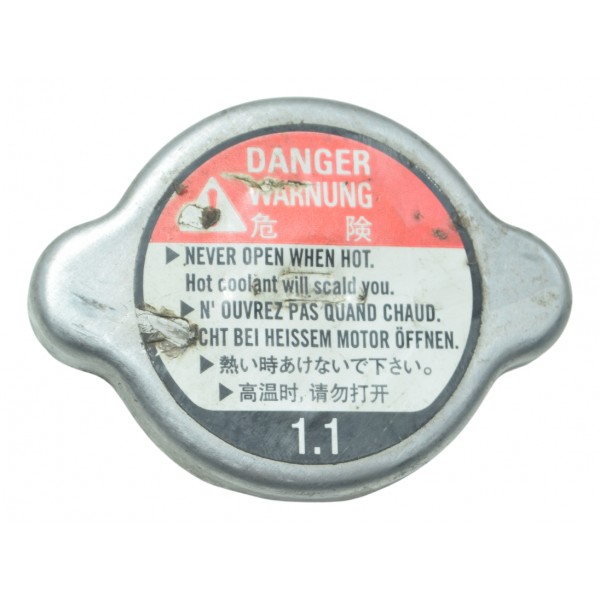 DANGER
WARNUNG
危 険
▶NEVER OPEN WHEN HOT.
Hot coolant will scald you.
▶N' OUVREZ PAS QUAND CHAUD.
CHT BEI HEISSEM MOTOR ÖFFNEN.
▶熱い時あけないで下さい。
▶高温时,请勿打开
1.1